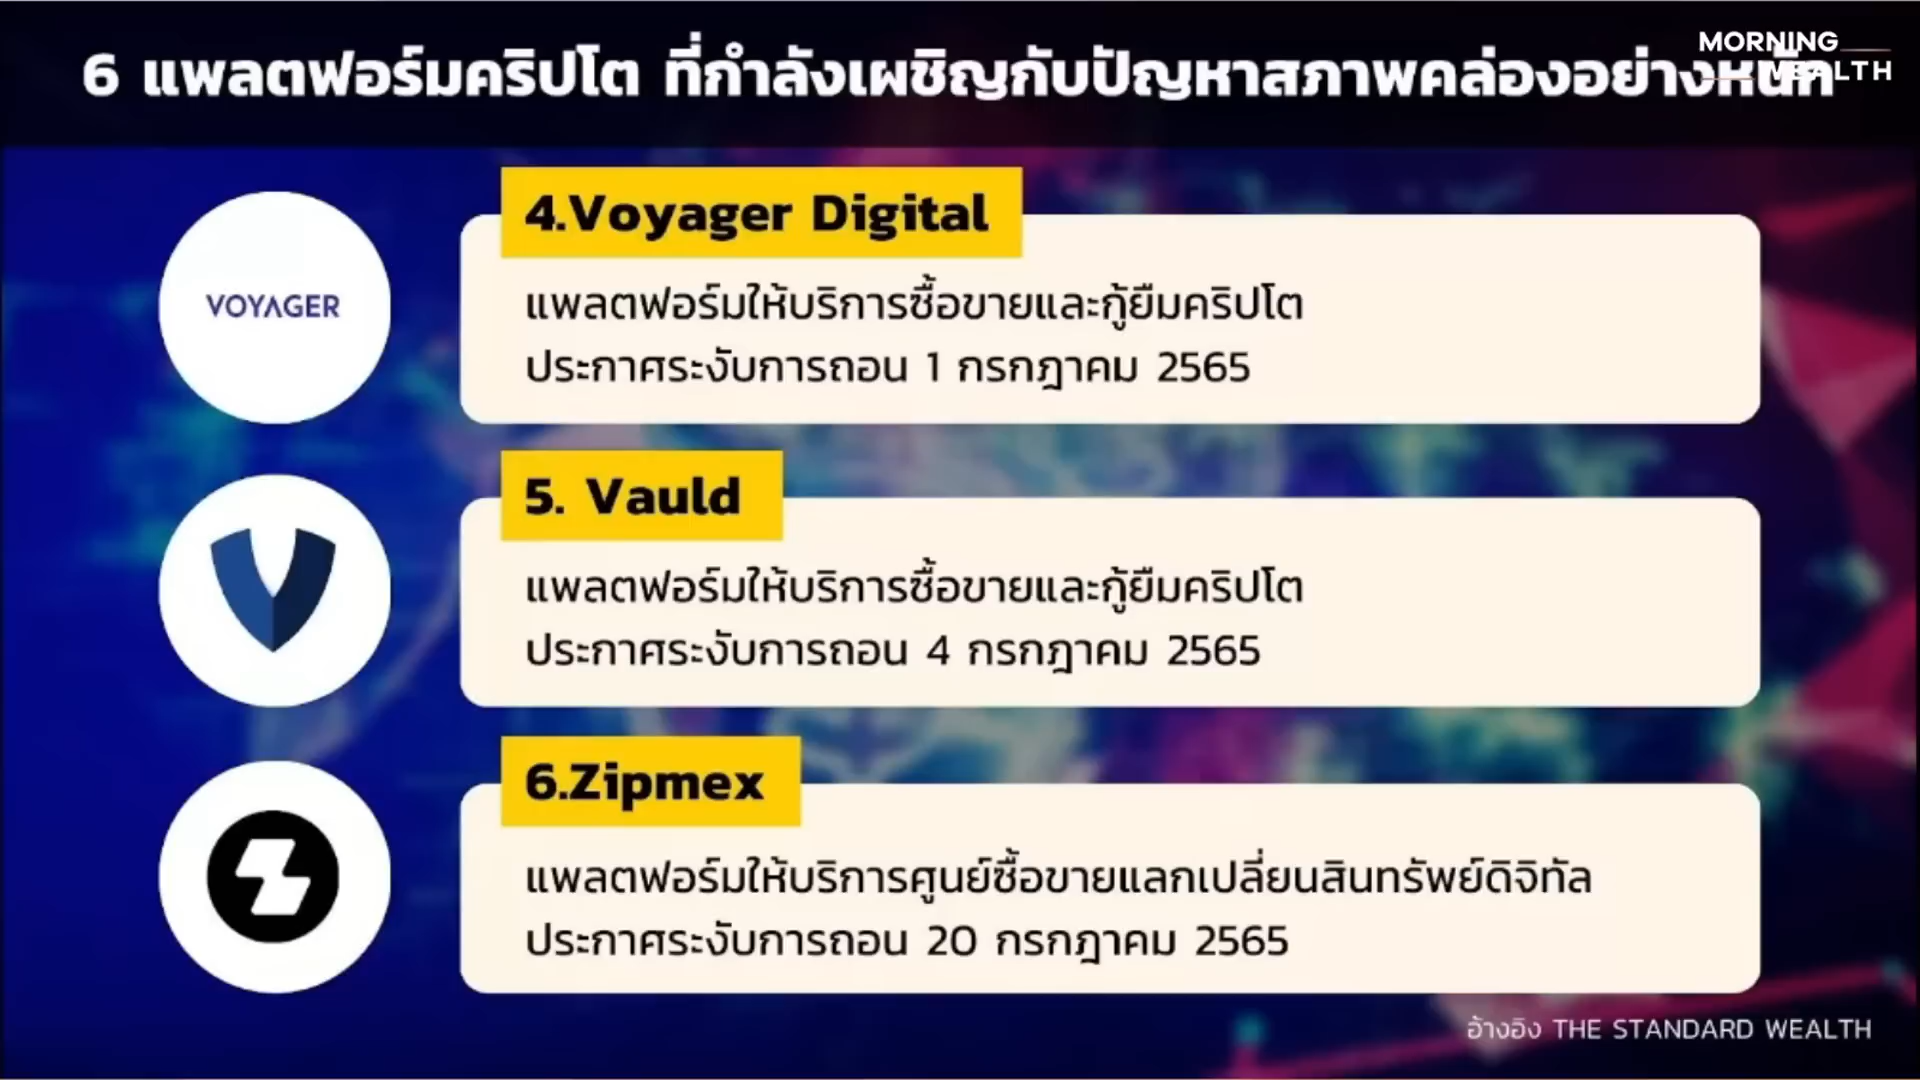 6 แพลตฟอร์มคริปโต ที่กำลังเผชิญกับปัญหาสภาพคล่องอย่างหนัก
MORNING
WEALTH
4.Voyager Digital
VOYAGER
แพลตฟอร์มให้บริการซื้อขายและกู้ยืมคริปโต
ประกาศระงับการถอน 1 กรกฎาคม 2565
5. Vauld
แพลตฟอร์มให้บริการซื้อขายและกู้ยืมคริปโต
ประกาศระงับการถอน 4 กรกฎาคม 2565
6.Zipmex
แพลตฟอร์มให้บริการศูนย์ซื้อขายแลกเปลี่ยนสินทรัพย์ดิจิทัล
ประกาศระงับการถอน 20 กรกฎาคม 2565
อ้างอิง THE STANDARD WEALTH